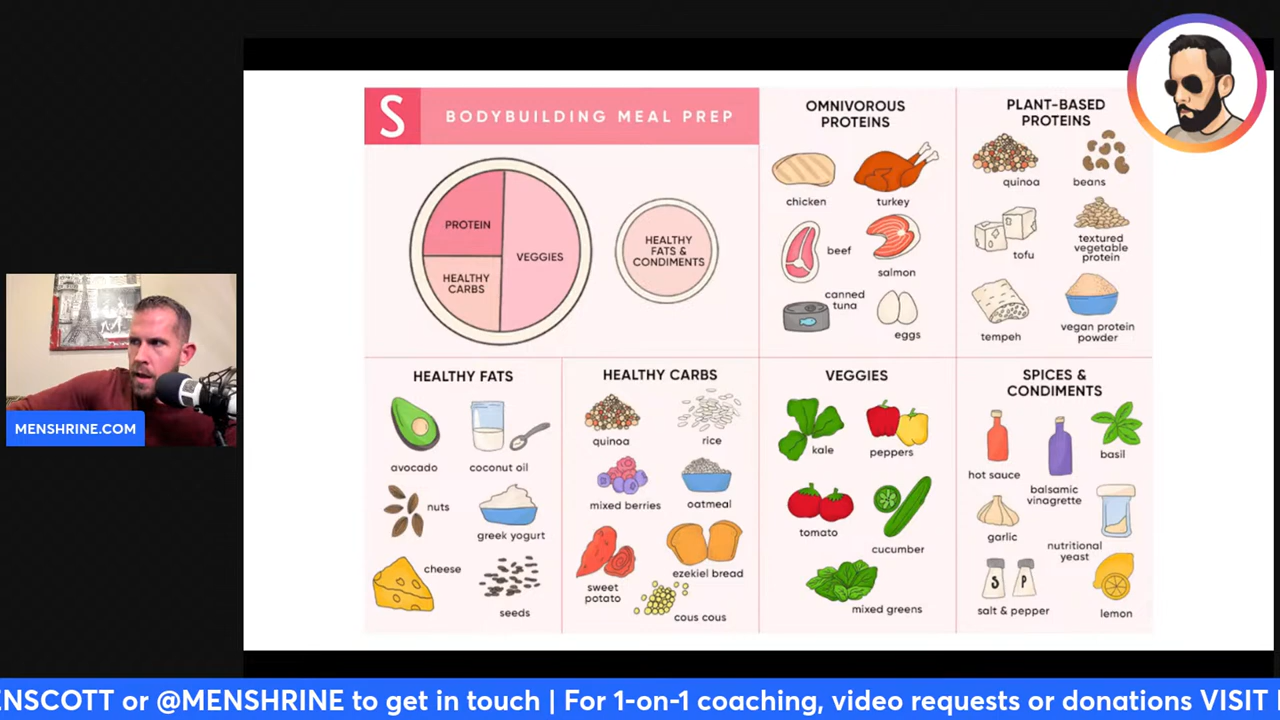 S
BODYBUILDING MEAL PREP
PROTEIN
HEALTHY
CARBS
VEGGIES
HEALTHY
FATS &
CONDIMENTS
OMNIVOROUS
PROTEINS
chicken
turkey
beef
salmon
canned
tuna
eggs
PLANT-BASED
PROTEINS
quinoa
beans
tofu
textured
vegetable
protein
tempeh
vegan protein
powder
HEALTHY FATS
avocado
coconut oil
nuts
greek yogurt
cheese
seeds
HEALTHY CARBS
quinoa
rice
mixed berries
oatmeal
sweet
potato
ezekiel bread
cous cous
VEGGIES
kale
peppers
tomato
cucumber
mixed greens
SPICES &
CONDIMENTS
hot sauce
balsamic
vinagrette
basil
garlic
nutritional
yeast
S P
salt & pepper
lemon
MENSHRINE.COM
ENSCOTT or @MENSHRINE to get in touch | For 1-on-1 coaching, video requests or donations VISIT